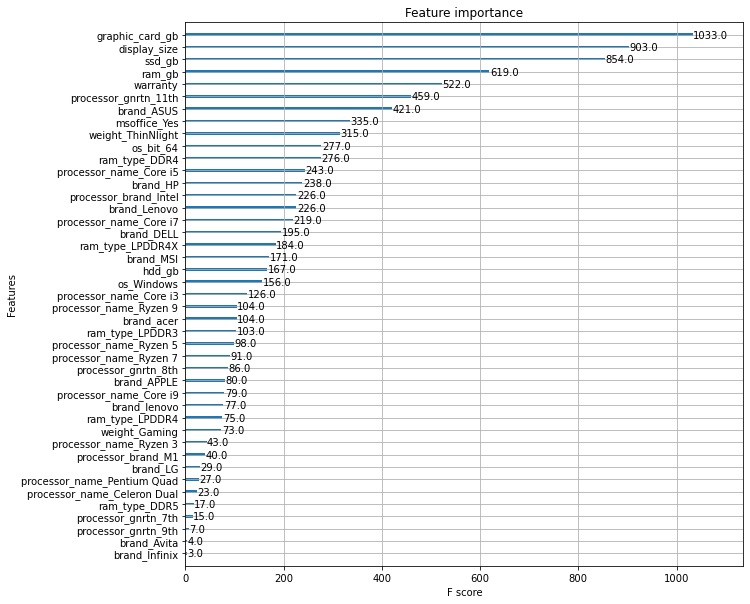 Feature importance
graphic_card_gb 1033.0
display_size 903.0
ssd_gb 854.0
ram_gb 619.0
warranty 522.0
processor_gnrtn_11th 459.0
brand_ASUS 421.0
msoffice_Yes 335.0
weight_ThinNlight 315.0
os_bit_64 277.0
ram_type_DDR4 276.0
processor_name_Core i5 243.0
brand_HP 238.0
processor_brand_Intel 226.0
brand_Lenovo 226.0
processor_name_Core i7 219.0
brand_DELL 195.0
ram_type_LPDDR4X 184.0
brand_MSI 171.0
hdd_gb 167.0
os_Windows 156.0
processor_name_Core i3 126.0
processor_name_Ryzen 9 104.0
brand_acer 104.0
ram_type_LPDDR3 103.0
processor_name_Ryzen 5 98.0
processor_name_Ryzen 7 91.0
processor_gnrtn_8th 86.0
brand_APPLE 80.0
processor_name_Core i9 79.0
brand_lenovo 77.0
ram_type_LPDDR4 75.0
weight_Gaming 73.0
processor_name_Ryzen 3 43.0
processor_brand_M1 40.0
brand_LG 29.0
processor_name_Pentium Quad 27.0
processor_name_Celeron Dual 23.0
ram_type_DDR5 17.0
processor_gnrtn_7th 15.0
processor_gnrtn_9th 7.0
brand_Avita 4.0
brand_Infinix 3.0
Features
0 200 400 600 800 1000
F score